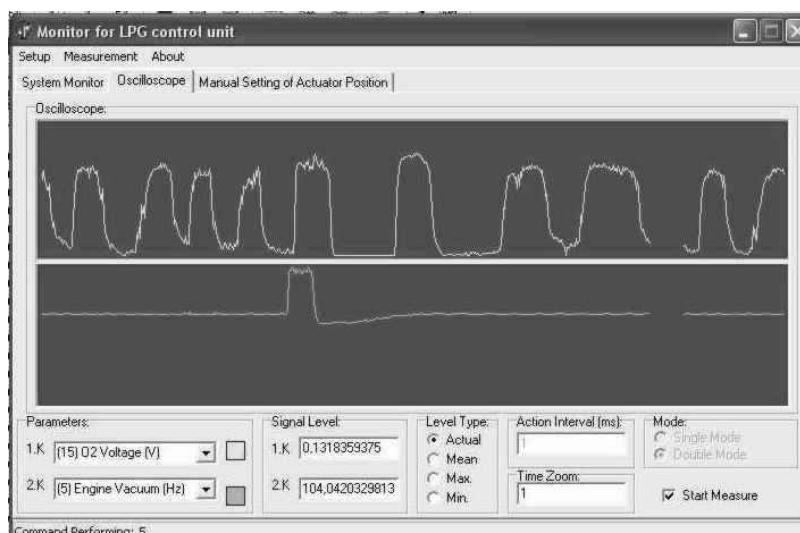 Monitor for LPG control unit
Setup Measurement About
System Monitor Oscilloscope Manual Setting of Actuator Position
Oscilloscope:
Parameters:
1.K (15) O2 Voltage (V)
2.K (5) Engine Vacuum (Hz)
Signal Level:
1.K 0,1318359375
2.K 104,0420329813
Level Type:
Actual
Mean
Max.
Min.
Action Interval (ms):
1
Time Zoom:
1
Mode:
Single Mode
Double Mode
Start Measure
Command Performing: 5